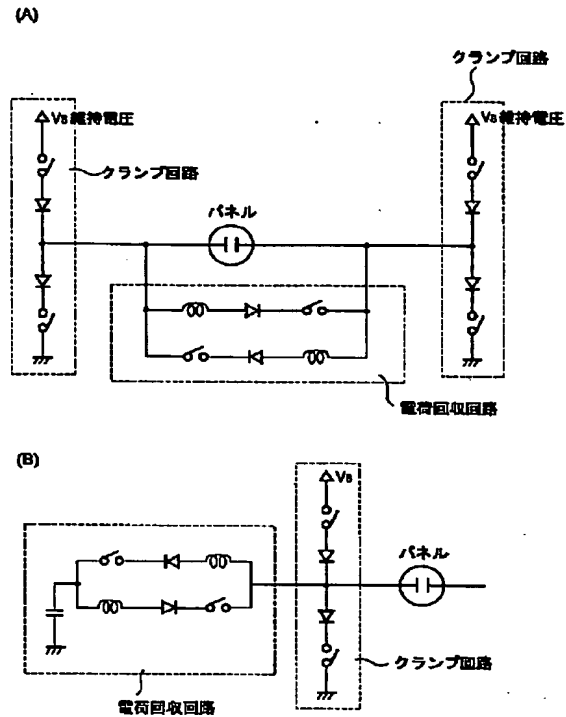 (A)
クランプ回路
Vs維持電圧
Vs維持電圧
クランプ回路
パネル
電荷回収回路
(B)
Vs
パネル
クランプ回路
電荷回収回路